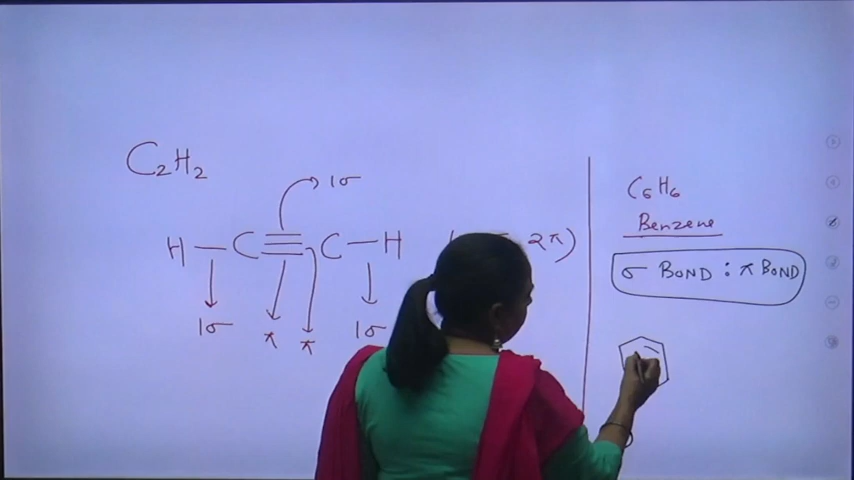 C2H2
1σ
H — C ≡ C — H
2π)
1σ
π
π
1σ
C6H6
Benzene
σ BOND : π BOND